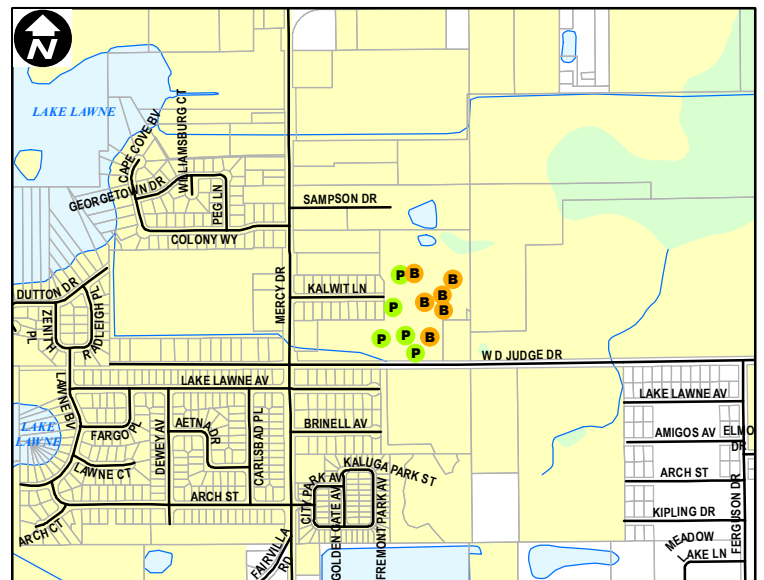 N
LAKE LAWNE
CAPE COVE BV
WILLIAMSBURG CT
GEORGETOWN DR
PEG LN
SAMPSON DR
COLONY WY
MERCY DR
KALWIT LN
P B B
B B
P B
P P B
P
DUTTON DR
ZENITH PL
RADLEIGH PL
W D JUDGE DR
LAKE LAWNE AV
LAKE LAWNE AV
LAWNE BV
LAKE
LAWNE
FARGO PL
DEWEY AV
AETNA DR
CARLSBAD PL
BRINELL AV
AMIGOS AV
ELMO
DR
LAWNE CT
KALUGA PARK ST
CITY PARK AV
ARCH ST
ARCH ST
GOLDEN GATE AV
FREMONT PARK AV
KIPLING DR
FERGUSON DR
ARCH CT
FAIRVILLA
RD
MEADOW
LAKE LN